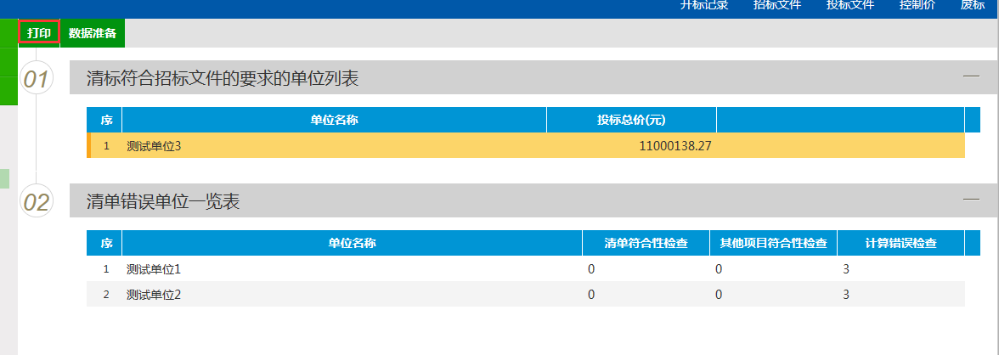 开标记录 招标文件 投标文件 控制价 废标
打印 数据准备
01 清标符合招标文件的要求的单位列表
序 单位名称 投标总价(元)
1 测试单位3 11000138.27
02 清单错误单位一览表
序 单位名称 清单符合性检查 其他项目符合性检查 计算错误检查
1 测试单位1 0 0 3
2 测试单位2 0 0 3